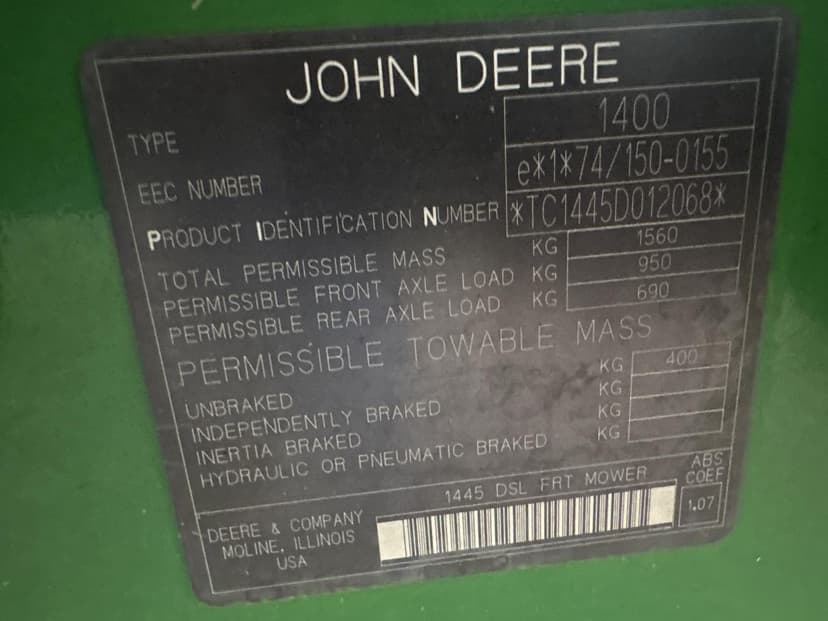 JOHN DEERE
TYPE 1400
EEC NUMBER e*1*74/150-0155
PRODUCT IDENTIFICATION NUMBER *TC1445D012068*
TOTAL PERMISSIBLE MASS KG 1560
PERMISSIBLE FRONT AXLE LOAD KG 950
PERMISSIBLE REAR AXLE LOAD KG 690
PERMISSIBLE TOWABLE MASS
UNBRAKED KG 400
INDEPENDENTLY BRAKED KG
INERTIA BRAKED KG
HYDRAULIC OR PNEUMATIC BRAKED KG
1445 DSL FRT MOWER
ABS
COEF
1.07
DEERE & COMPANY
MOLINE, ILLINOIS
USA